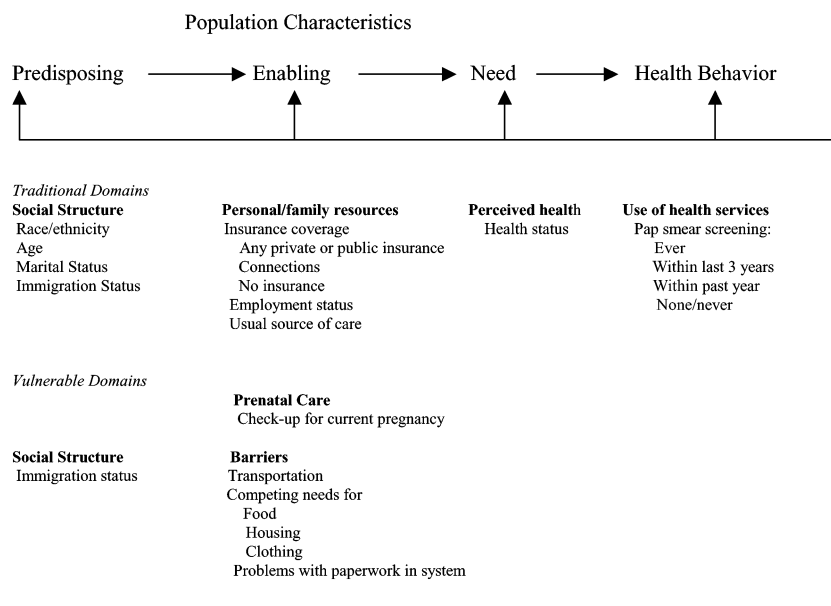 Population Characteristics
Predisposing Enabling Need Health Behavior
Traditional Domains
Social Structure
Race/ethnicity
Age
Marital Status
Immigration Status
Personal/family resources
Insurance coverage
Any private or public insurance
Connections
No insurance
Employment status
Usual source of care
Perceived health
Health status
Use of health services
Pap smear screening:
Ever
Within last 3 years
Within past year
None/never
Vulnerable Domains
Prenatal Care
Check-up for current pregnancy
Social Structure
Immigration status
Barriers
Transportation
Competing needs for
Food
Housing
Clothing
Problems with paperwork in system